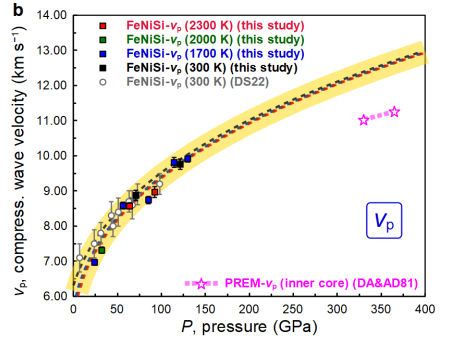 b
FeNiSi-vp (2300 K) (this study)
FeNiSi-vp (2000 K) (this study)
FeNiSi-vp (1700 K) (this study)
FeNiSi-vp (300 K) (this study)
FeNiSi-vp (300 K) (DS22)
vp, compress. wave velocity (km s⁻¹)
13.00
12.00
11.00
10.00
9.00
8.00
7.00
6.00
vp
PREM-vp (inner core) (DA&AD81)
0 50 100 150 200 250 300 350 400
P, pressure (GPa)